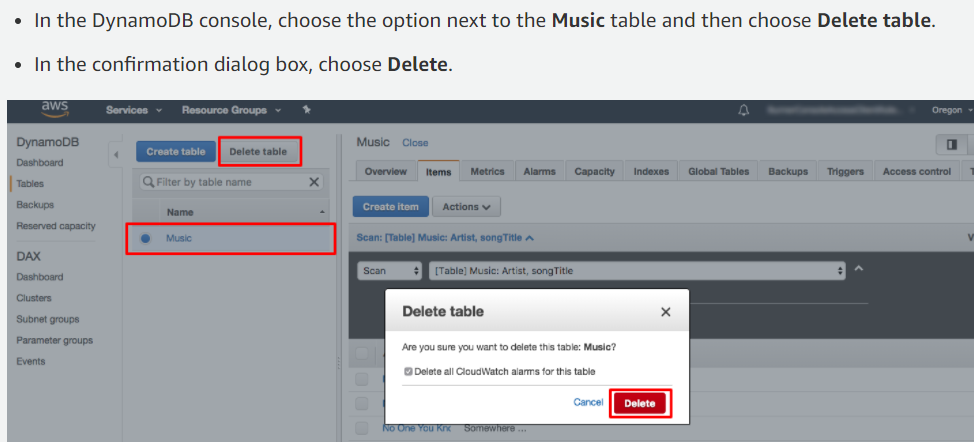 In the DynamoDB console, choose the option next to the Music table and then choose Delete table.
In the confirmation dialog box, choose Delete.
aws
Services
Resource Groups
Oregon
DynamoDB
Dashboard
Tables
Backups
Reserved capacity
DAX
Dashboard
Clusters
Subnet groups
Parameter groups
Events
Create table
Delete table
Filter by table name
Name
Music
Music Close
Overview Items Metrics Alarms Capacity Indexes Global Tables Backups Triggers Access control
Create item
Actions
Scan: [Table] Music: Artist, songTitle
Scan
[Table] Music: Artist, songTitle
Delete table
Are you sure you want to delete this table: Music?
Delete all CloudWatch alarms for this table
Cancel
Delete
No One You Somewhere ...